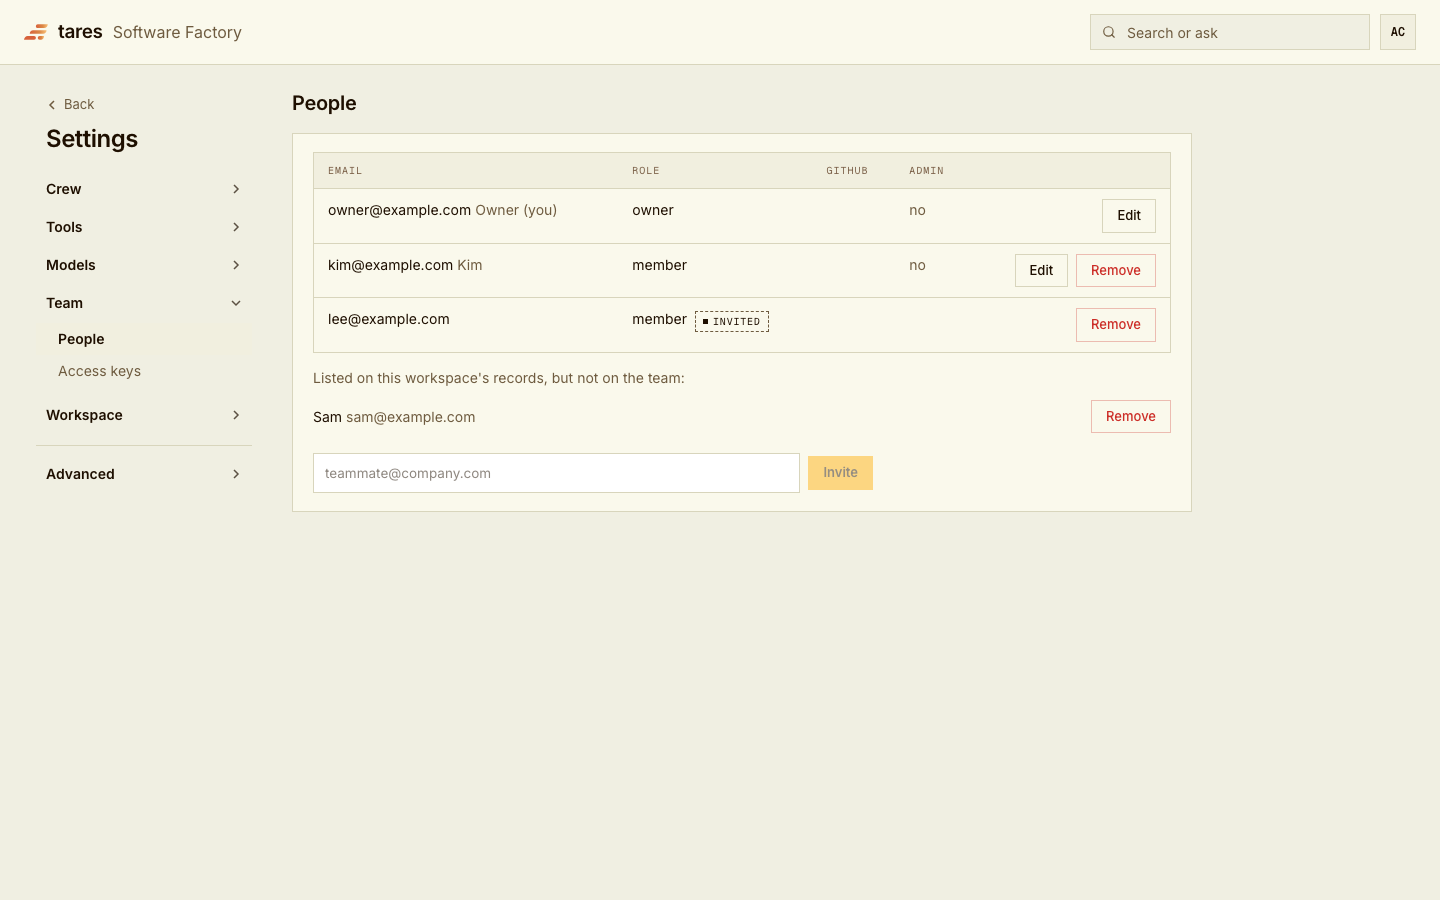 tares Software Factory
Search or ask
AC
Back
Settings
Crew
Tools
Models
Team
People
Access keys
Workspace
Advanced
People
EMAIL ROLE GITHUB ADMIN
owner@example.com Owner (you) owner no Edit
kim@example.com Kim member no Edit Remove
lee@example.com member INVITED Remove
Listed on this workspace's records, but not on the team:
Sam sam@example.com Remove
teammate@company.com Invite